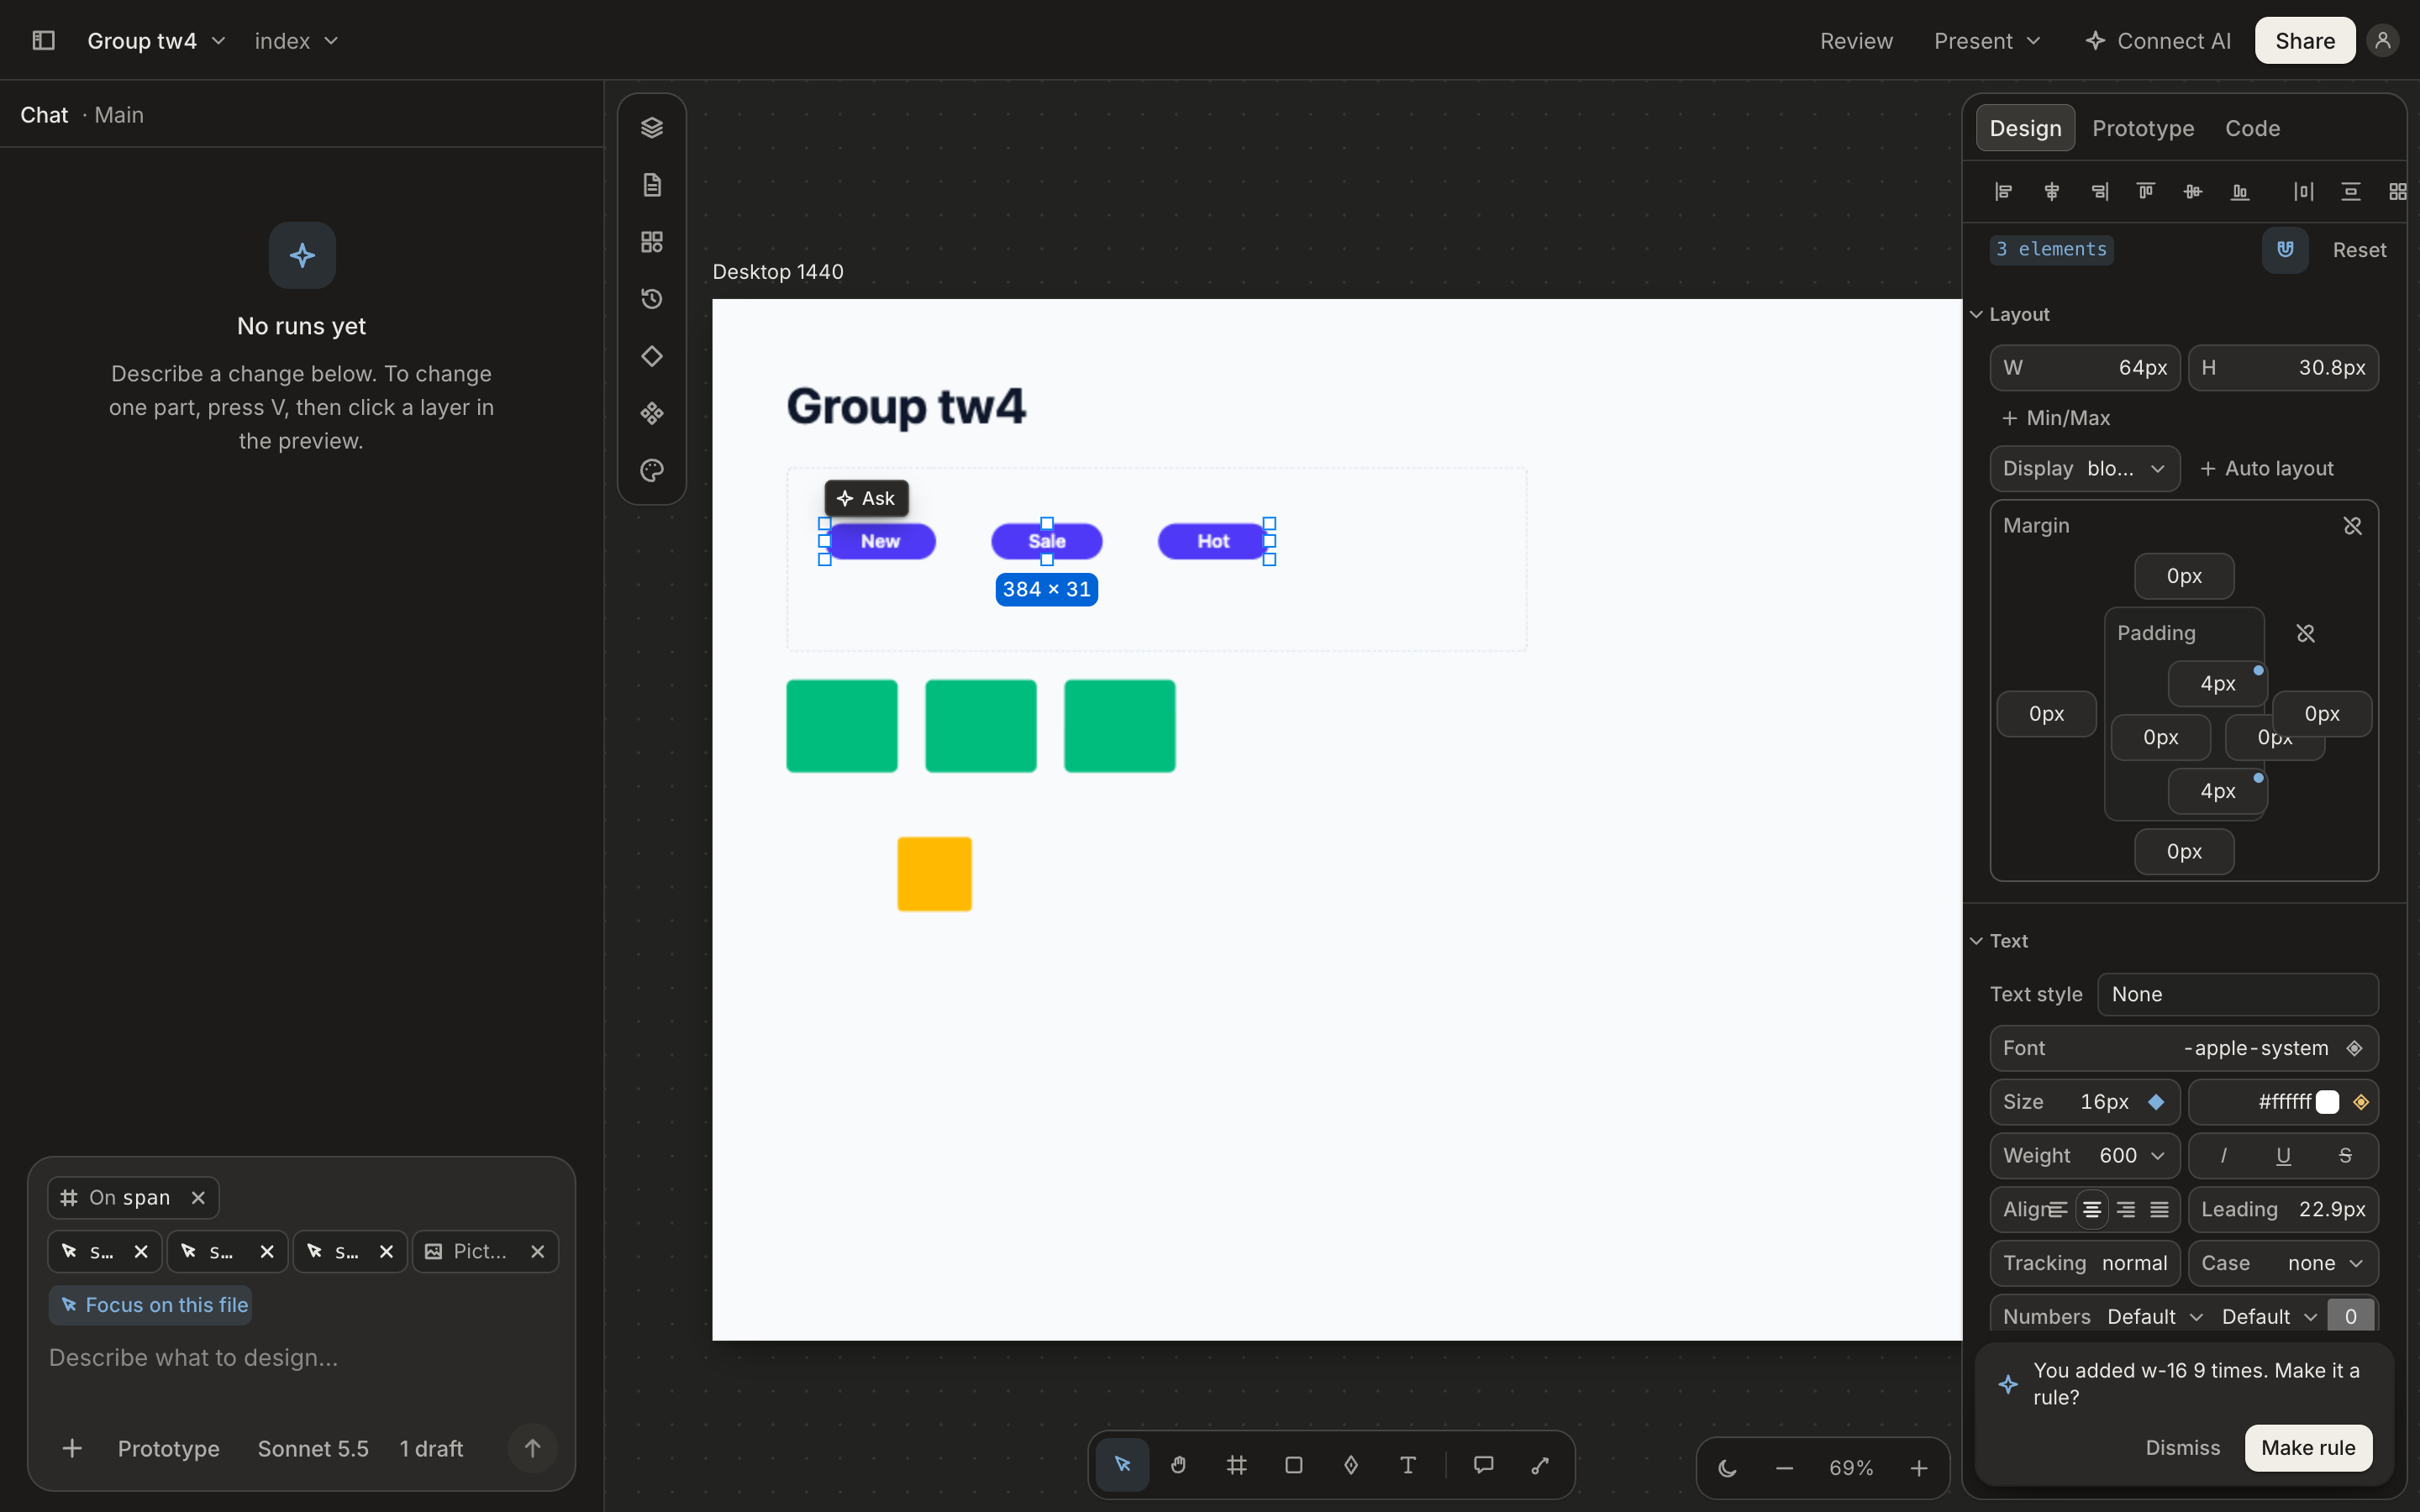 Group tw4
index
Review
Present
Connect AI
Share
Chat · Main
No runs yet
Describe a change below. To change
one part, press V, then click a layer in
the preview.
On span
s...
s...
s...
Pict...
Focus on this file
Describe what to design...
Prototype
Sonnet 5.5
1 draft
Desktop 1440
Group tw4
Ask
New
Sale
Hot
384 × 31
69%
Design
Prototype
Code
3 elements
Reset
Layout
W 64px
H 30.8px
Min/Max
Display blo...
Auto layout
Margin
0px
Padding
4px
0px
0px
0px
0px
4px
0px
Text
Text style None
Font -apple-system
Size 16px
#ffffff
Weight 600
I U S
Align
Leading 22.9px
Tracking normal
Case none
Numbers Default Default 0
You added w-16 9 times. Make it a
rule?
Dismiss
Make rule